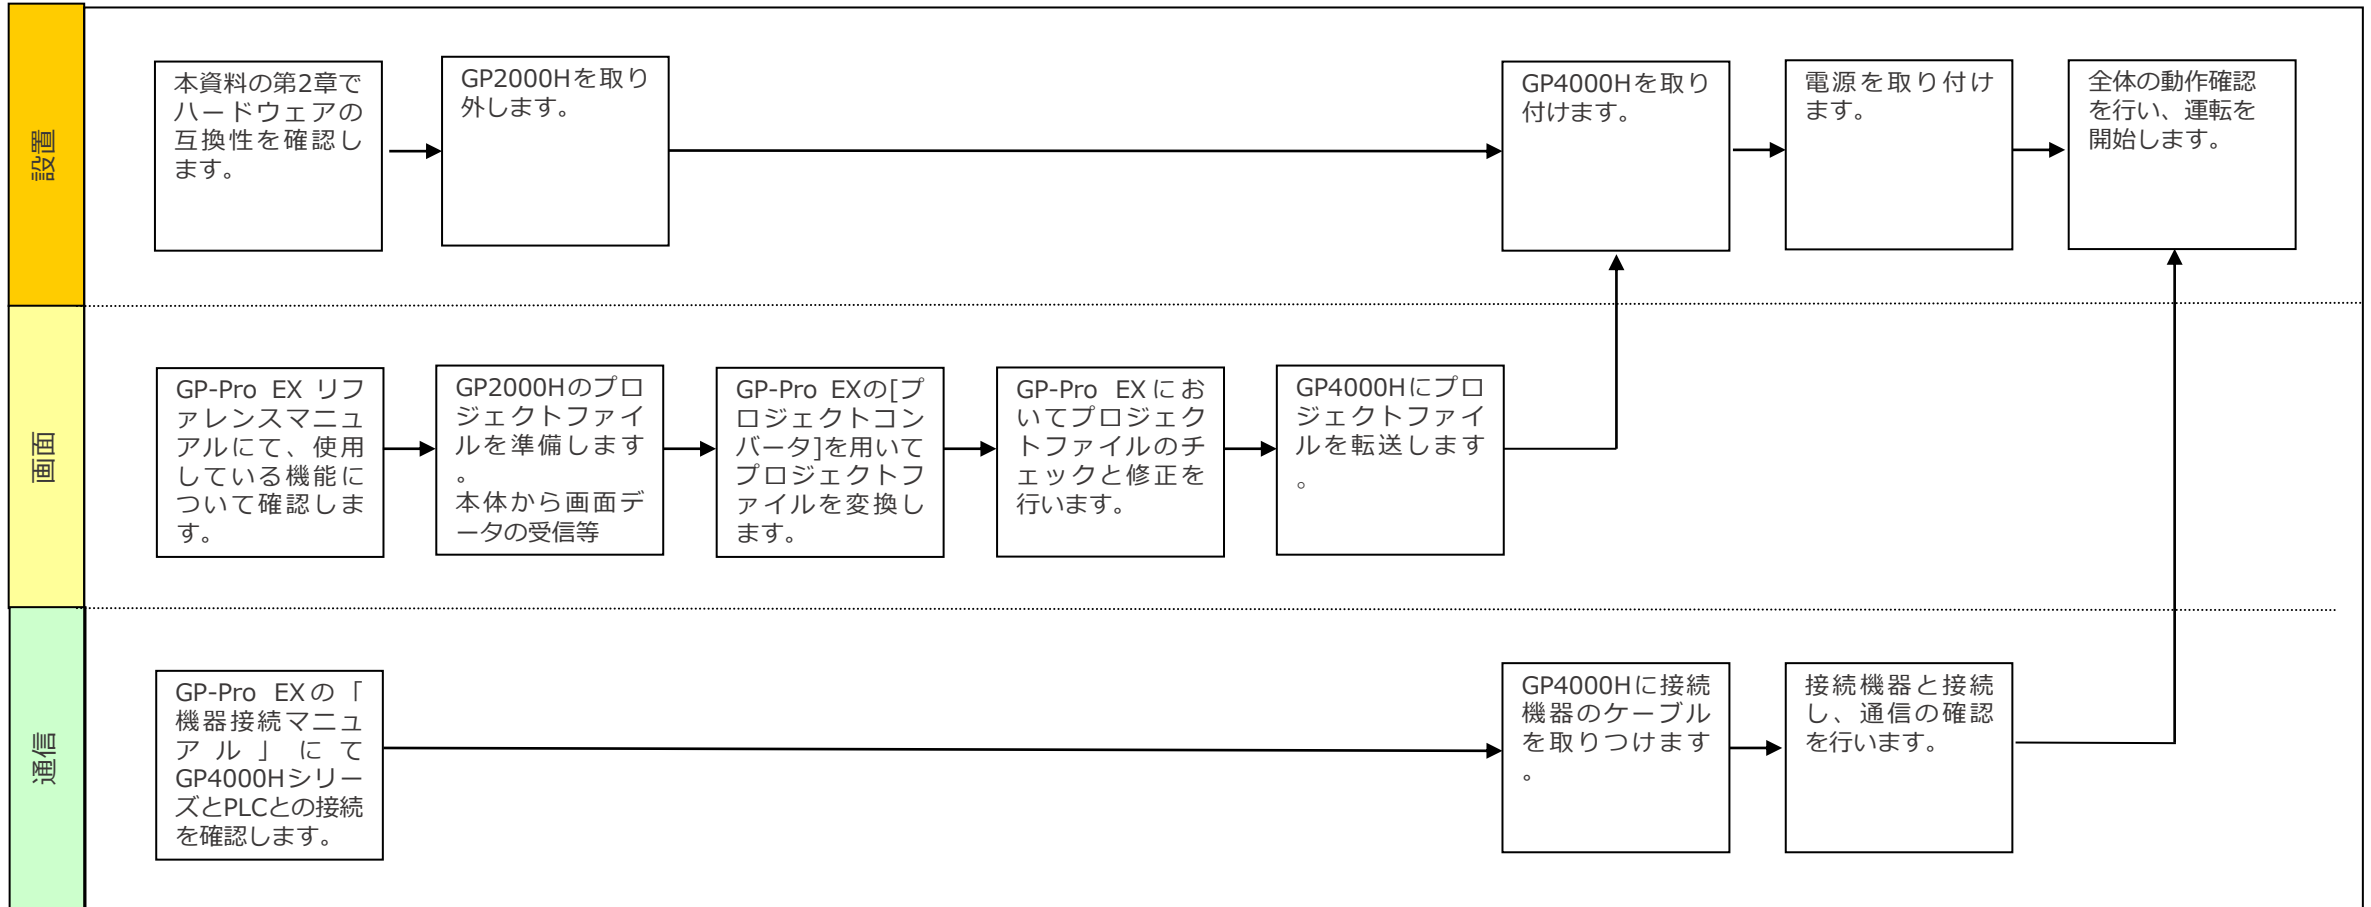 設置
本資料の第2章で
ハードウェアの
互換性を確認し
ます。
GP2000Hを取り
外します。
GP4000Hを取り
付けます。
電源を取り付け
ます。
全体の動作確認
を行い、運転を
開始します。
画面
GP-Pro EX リフ
ァレンスマニュ
アルにて、使用
している機能に
ついて確認しま
す。
GP2000Hのプロ
ジェクトファイ
ルを準備します
。
本体から画面デ
ータの受信等
GP-Pro EXの[プ
ロジェクトコン
バータ]を用いて
プロジェクトフ
ァイルを変換し
ます。
GP-Pro EXにお
いてプロジェク
トファイルのチ
ェックと修正を
行います。
GP4000Hにプロ
ジェクトファイ
ルを転送します
。
通信
GP-Pro EXの「
機器接続マニュ
アル」にて
GP4000Hシリー
ズとPLCとの接続
を確認します。
GP4000Hに接続
機器のケーブル
を取りつけます
。
接続機器と接続
し、通信の確認
を行います。